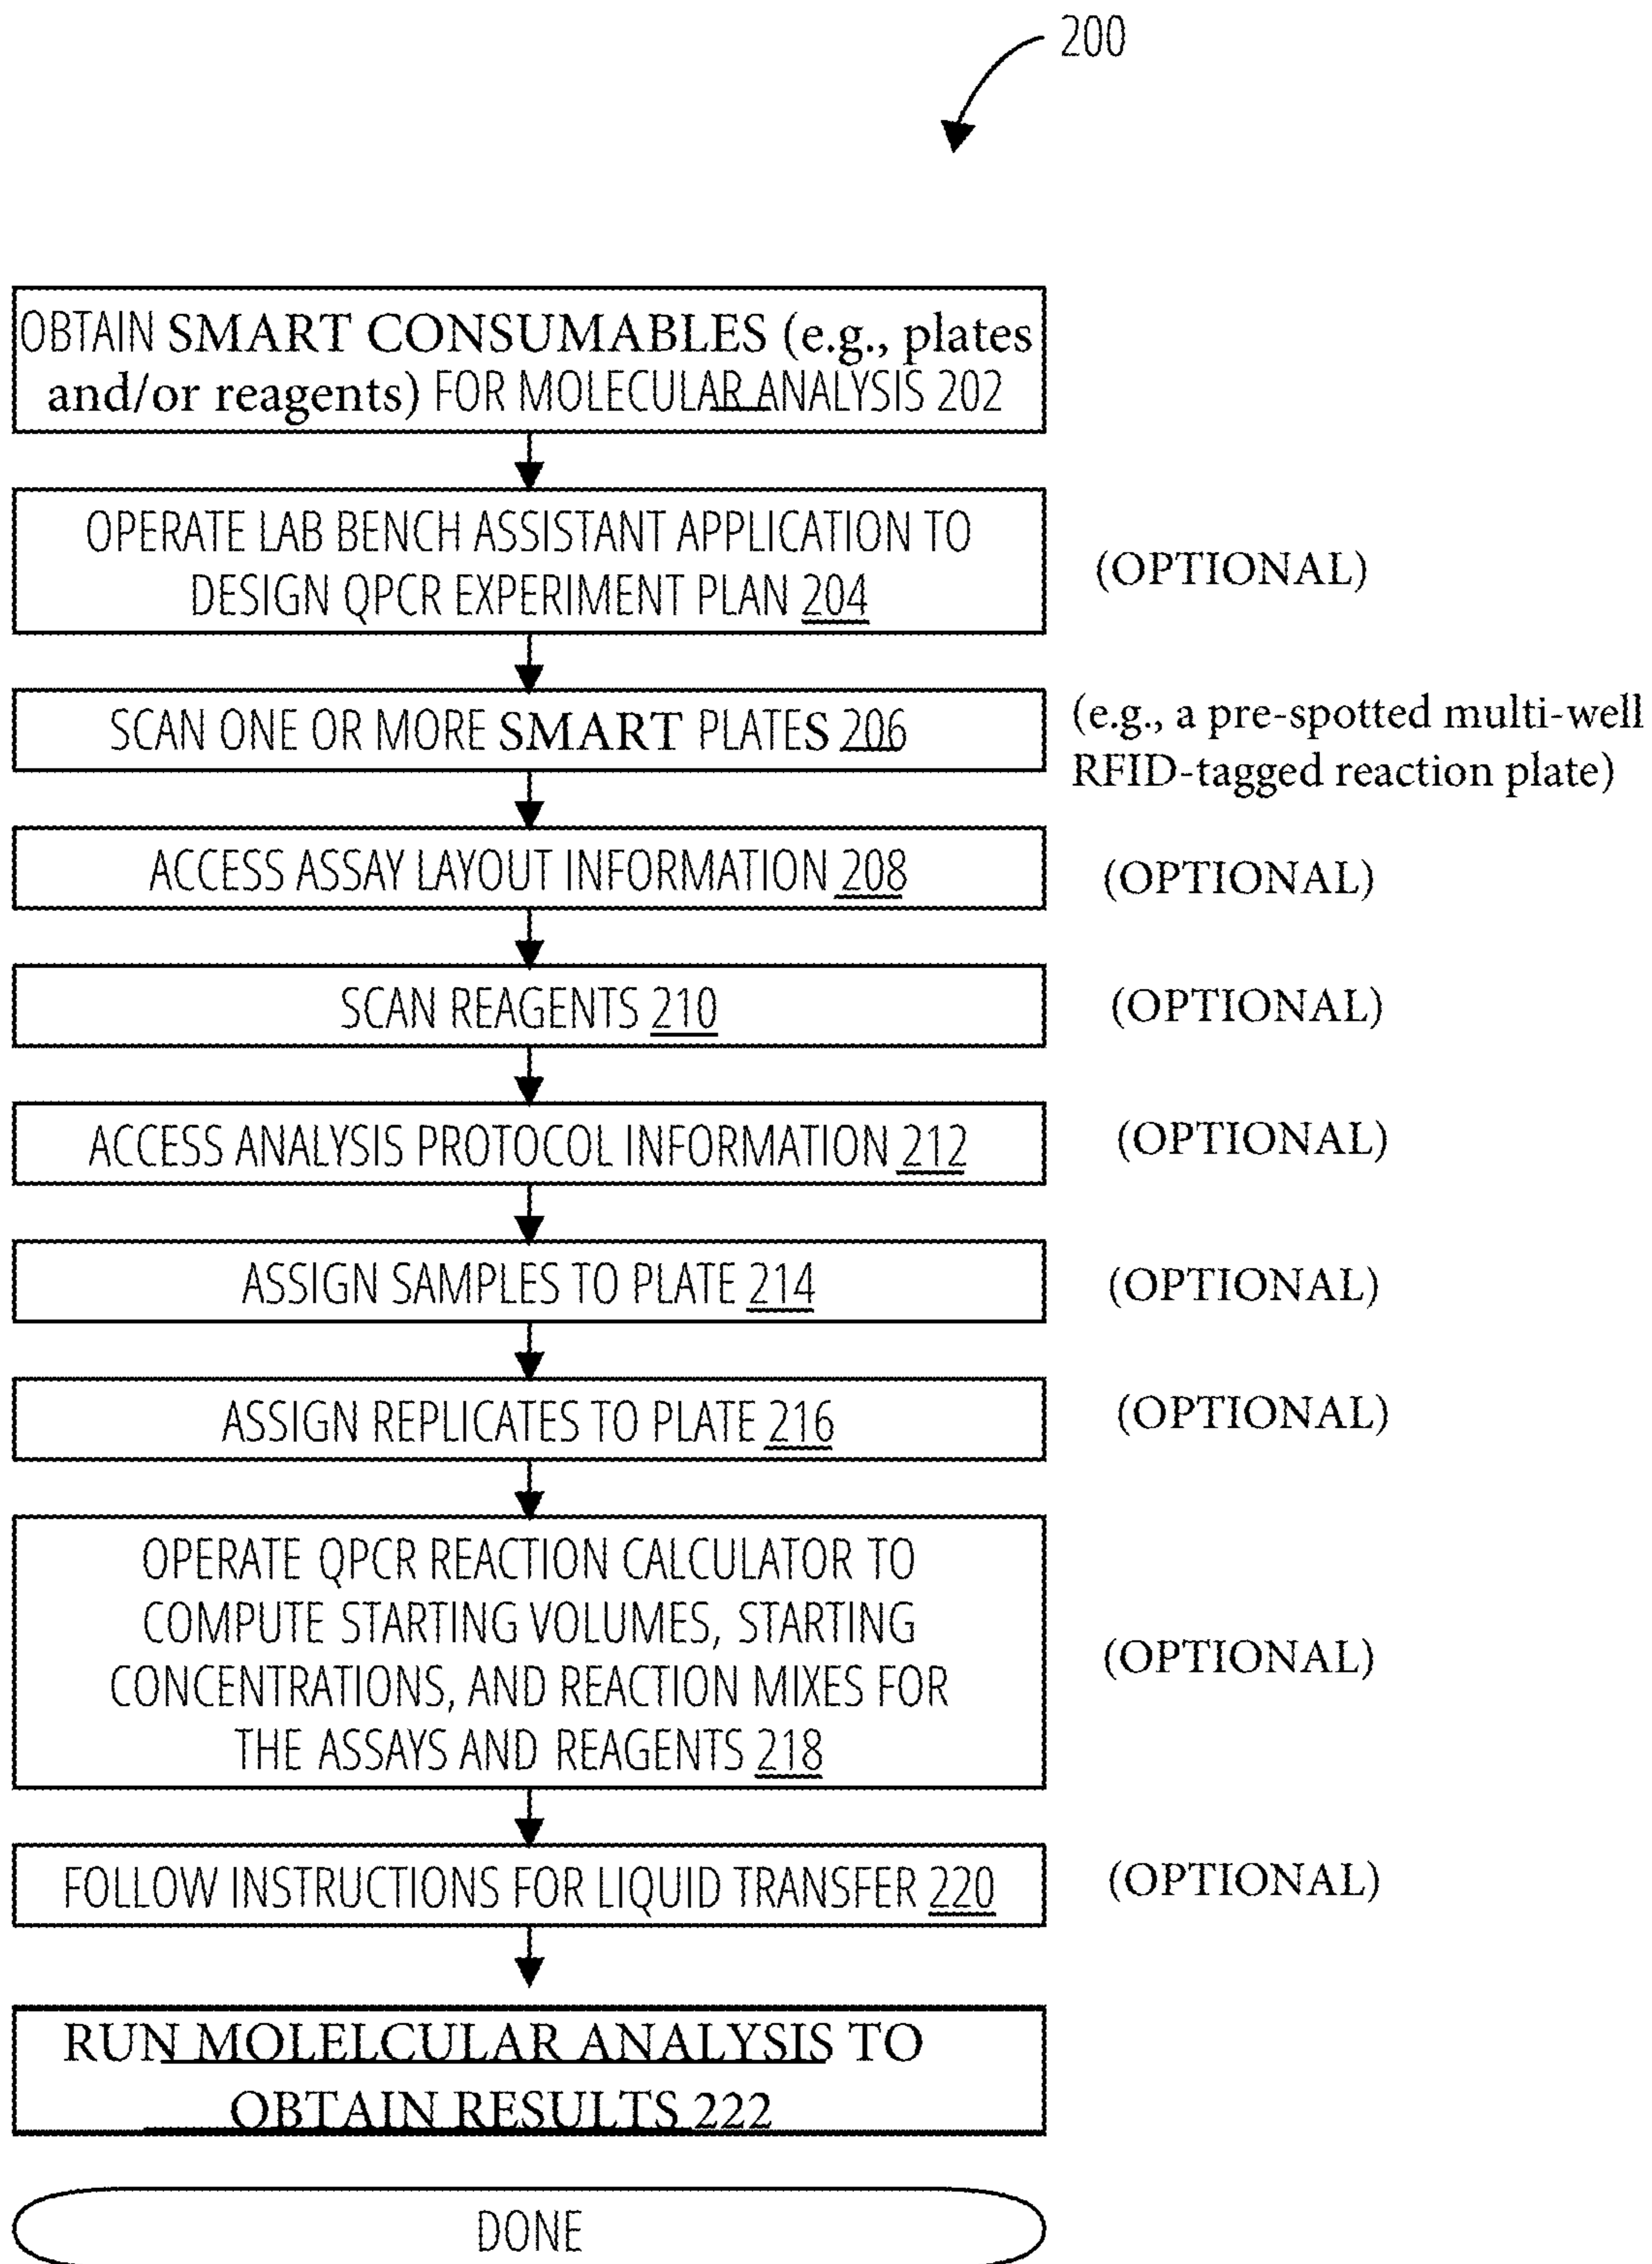 200
OBTAIN SMART CONSUMABLES (e.g., plates
and/or reagents) FOR MOLECULAR ANALYSIS 202
OPERATE LAB BENCH ASSISTANT APPLICATION TO
DESIGN QPCR EXPERIMENT PLAN 204
(OPTIONAL)
SCAN ONE OR MORE SMART PLATES 206
(e.g., a pre-spotted multi-well
RFID-tagged reaction plate)
ACCESS ASSAY LAYOUT INFORMATION 208
(OPTIONAL)
SCAN REAGENTS 210
(OPTIONAL)
ACCESS ANALYSIS PROTOCOL INFORMATION 212
(OPTIONAL)
ASSIGN SAMPLES TO PLATE 214
(OPTIONAL)
ASSIGN REPLICATES TO PLATE 216
(OPTIONAL)
OPERATE QPCR REACTION CALCULATOR TO
COMPUTE STARTING VOLUMES, STARTING
CONCENTRATIONS, AND REACTION MIXES FOR
THE ASSAYS AND REAGENTS 218
(OPTIONAL)
FOLLOW INSTRUCTIONS FOR LIQUID TRANSFER 220
(OPTIONAL)
RUN MOLELCULAR ANALYSIS TO
OBTAIN RESULTS 222
DONE